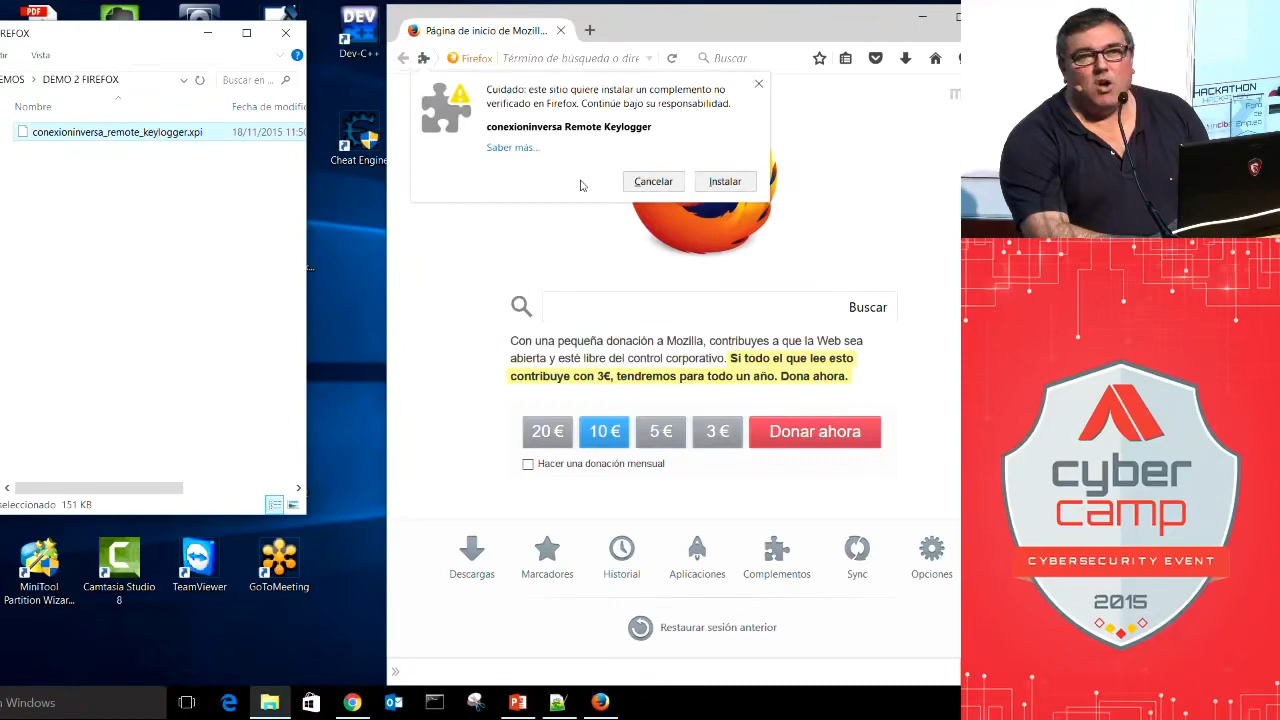 FIREFOX
Vista
EMOS > DEMO 2 FIREFOX
Buscar en ...
Nombre
Fecha de modifi
conexioninversa_remote_keylogger.xpi
18/11/2015 11:50
seleccionado 151 KB
PDF
DEV
Dev-C++
Cheat Engine
MiniTool
Partition Wizar...
Camtasia Studio
8
TeamViewer
GoToMeeting
n Windows
Página de inicio de Mozill...
Firefox
Término de búsqueda o dire
Buscar
Cuidado: este sitio quiere instalar un complemento no
verificado en Firefox. Continúe bajo su responsabilidad.
conexioninversa Remote Keylogger
Saber más...
Cancelar
Instalar
m
Buscar
Con una pequeña donación a Mozilla, contribuyes a que la Web sea
abierta y esté libre del control corporativo. Si todo el que lee esto
contribuye con 3€, tendremos para todo un año. Dona ahora.
20 €
10 €
5 €
3 €
Donar ahora
Hacer una donación mensual
Descargas
Marcadores
Historial
Aplicaciones
Complementos
Sync
Opciones
Restaurar sesión anterior
HACKATHON
Foro de
Empleo
cyber
camp
CYBERSECURITY EVENT
2015